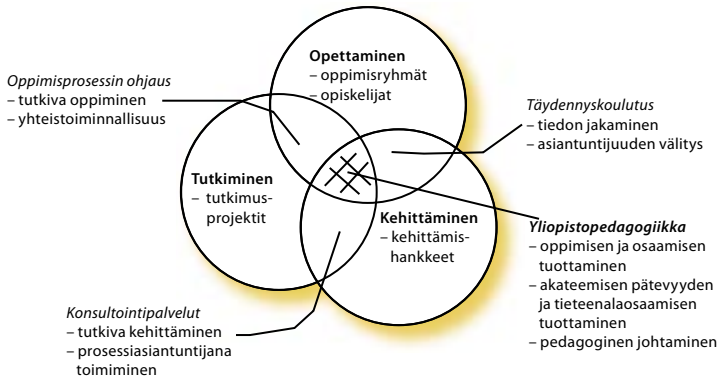 Opettaminen
– oppimisryhmät
– opiskelijat
Oppimisprosessin ohjaus
– tutkiva oppiminen
– yhteistoiminnallisuus
Täydennyskoulutus
– tiedon jakaminen
– asiantuntijuuden välitys
Tutkiminen
– tutkimus-
projektit
Kehittäminen
– kehittämis-
hankkeet
Yliopistopedagogiikka
– oppimisen ja osaamisen
tuottaminen
– akateemisen pätevyyden
ja tieteenalaosaamisen
tuottaminen
– pedagoginen johtaminen
Konsultointipalvelut
– tutkiva kehittäminen
– prosessiasiantuntijana
toimiminen